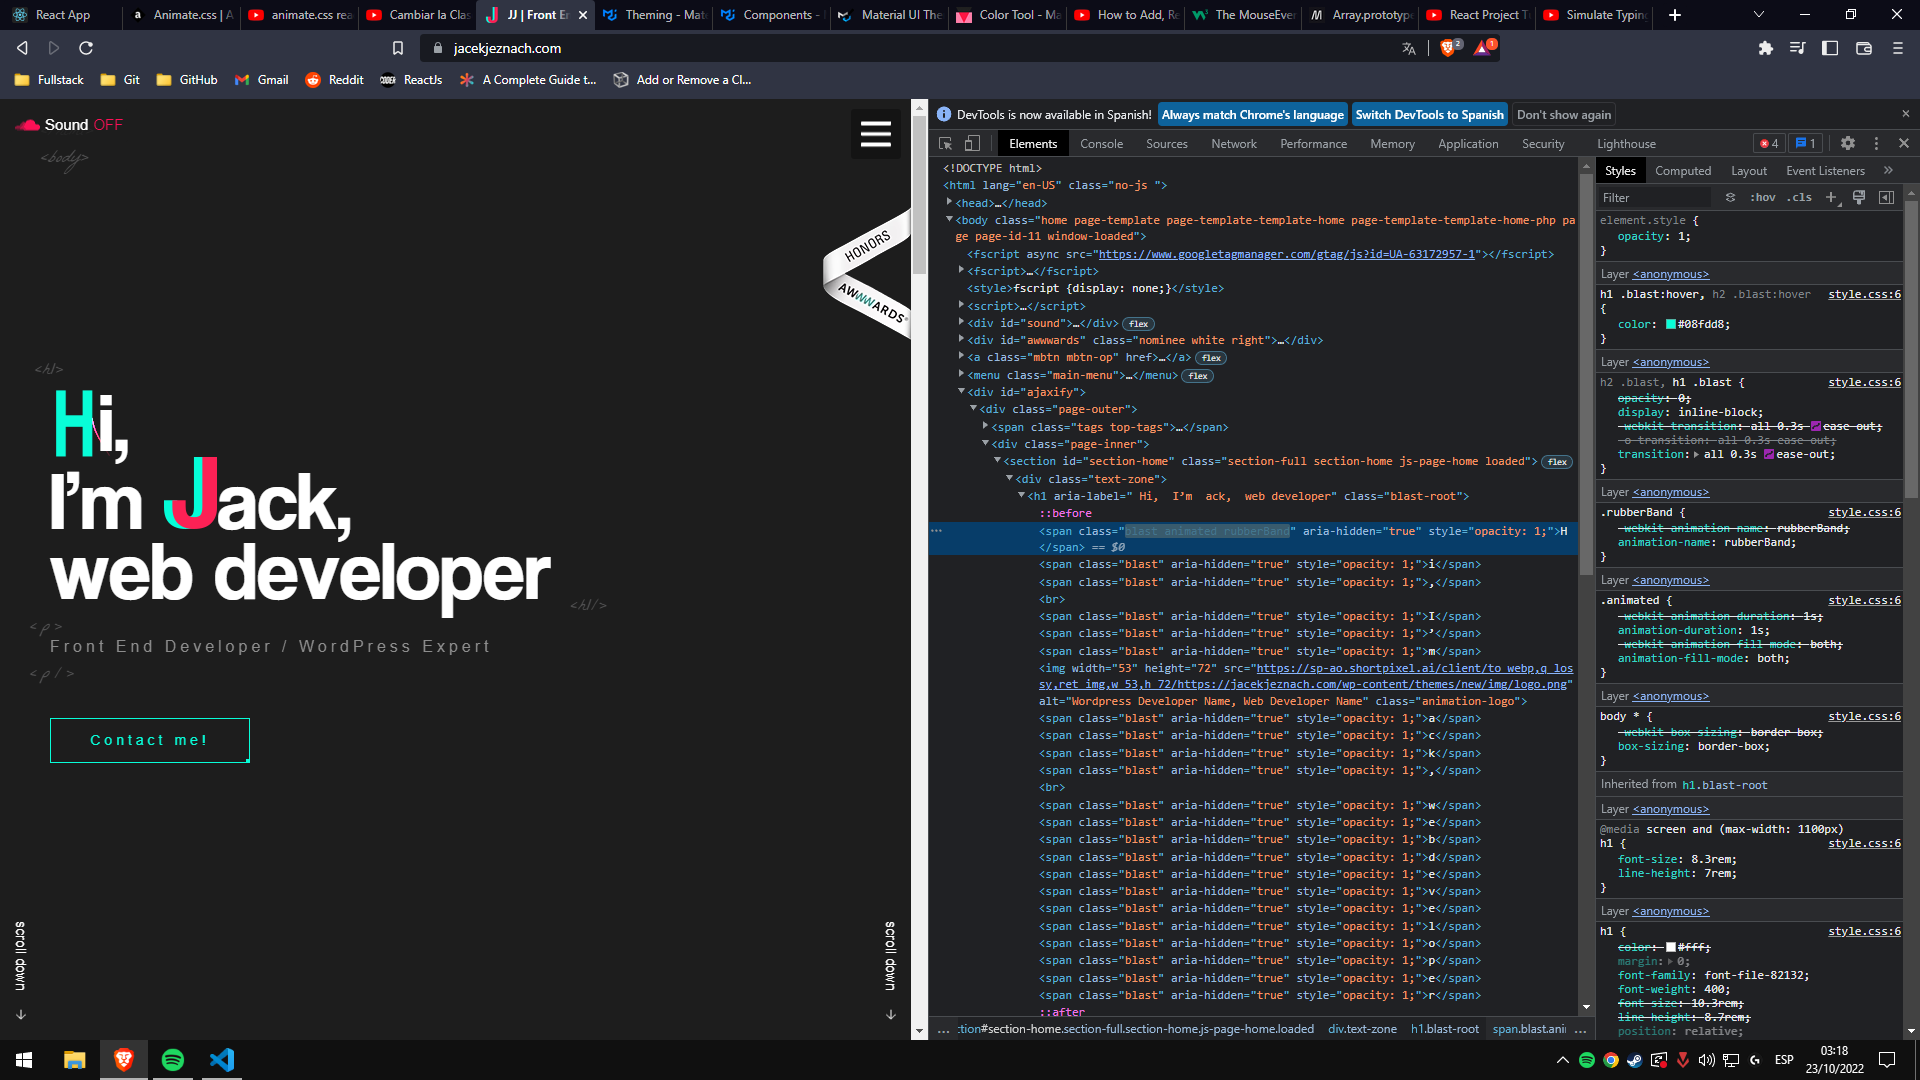 React App
Animate.css | A
animate.css rea
Cambiar la Clas
JJ | Front E
Theming - Mat
Components -
Material UI The
Color Tool - Ma
How to Add, Re
The MouseEver
Array.prototype
React Project T
Simulate Typin
jacekjeznach.com
2
1
Fullstack
Git
GitHub
Gmail
Reddit
ReactJs
A Complete Guide t...
Add or Remove a Cl...
Sound OFF
<body>
HONORS
AWWWARDS
<h1>
Hi,
I'm Jack,
web developer
<h1/>
<p>
Front End Developer / WordPress Expert
<p/>
Contact me!
scroll down
scroll down
DevTools is now available in Spanish!
Always match Chrome's language
Switch DevTools to Spanish
Don't show again
Elements
Console
Sources
Network
Performance
Memory
Application
Security
Lighthouse
4
1
<!DOCTYPE html>
<html lang="en-US" class="no-js ">
<head>…</head>
<body class="home page-template page-template-template-home page-template-template-home-php pa
ge page-id-11 window-loaded">
<fscript async src="https://www.googletagmanager.com/gtag/js?id=UA-63172957-1"></fscript>
<fscript>…</fscript>
<style>fscript {display: none;}</style>
<script>…</script>
<div id="sound">…</div> flex
<div id="awwwards" class="nominee white right">…</div>
<a class="mbtn mbtn-op" href>…</a> flex
<menu class="main-menu">…</menu> flex
<div id="ajaxify">
<div class="page-outer">
<span class="tags top-tags">…</span>
<div class="page-inner">
<section id="section-home" class="section-full section-home js-page-home loaded"> flex
<div class="text-zone">
<h1 aria-label=" Hi,  I'm  ack,  web developer" class="blast-root">
::before
<span class="blast animated rubberBand" aria-hidden="true" style="opacity: 1;">H
</span> == $0
<span class="blast" aria-hidden="true" style="opacity: 1;">i</span>
<span class="blast" aria-hidden="true" style="opacity: 1;">,</span>
<br>
<span class="blast" aria-hidden="true" style="opacity: 1;">I</span>
<span class="blast" aria-hidden="true" style="opacity: 1;">'</span>
<span class="blast" aria-hidden="true" style="opacity: 1;">m</span>
<img width="53" height="72" src="https://sp-ao.shortpixel.ai/client/to_webp,q_los
sy,ret_img,w_53,h_72/https://jacekjeznach.com/wp-content/themes/new/img/logo.png"
alt="Wordpress Developer Name, Web Developer Name" class="animation-logo">
<span class="blast" aria-hidden="true" style="opacity: 1;">a</span>
<span class="blast" aria-hidden="true" style="opacity: 1;">c</span>
<span class="blast" aria-hidden="true" style="opacity: 1;">k</span>
<span class="blast" aria-hidden="true" style="opacity: 1;">,</span>
<br>
<span class="blast" aria-hidden="true" style="opacity: 1;">w</span>
<span class="blast" aria-hidden="true" style="opacity: 1;">e</span>
<span class="blast" aria-hidden="true" style="opacity: 1;">b</span>
<span class="blast" aria-hidden="true" style="opacity: 1;">d</span>
<span class="blast" aria-hidden="true" style="opacity: 1;">e</span>
<span class="blast" aria-hidden="true" style="opacity: 1;">v</span>
<span class="blast" aria-hidden="true" style="opacity: 1;">e</span>
<span class="blast" aria-hidden="true" style="opacity: 1;">l</span>
<span class="blast" aria-hidden="true" style="opacity: 1;">o</span>
<span class="blast" aria-hidden="true" style="opacity: 1;">p</span>
<span class="blast" aria-hidden="true" style="opacity: 1;">e</span>
<span class="blast" aria-hidden="true" style="opacity: 1;">r</span>
::after
... ction#section-home.section-full.section-home.js-page-home.loaded div.text-zone h1.blast-root span.blast.ani ...
Styles
Computed
Layout
Event Listeners
Filter
:hov
.cls
element.style {
opacity: 1;
}
Layer <anonymous>
h1 .blast:hover, h2 .blast:hover style.css:6
{
color: #08fdd8;
}
Layer <anonymous>
h2 .blast, h1 .blast { style.css:6
opacity: 0;
display: inline-block;
-webkit-transition: all 0.3s ease-out;
-o-transition: all 0.3s ease-out;
transition: all 0.3s ease-out;
}
Layer <anonymous>
.rubberBand { style.css:6
-webkit-animation-name: rubberBand;
animation-name: rubberBand;
}
Layer <anonymous>
.animated { style.css:6
-webkit-animation-duration: 1s;
animation-duration: 1s;
-webkit-animation-fill-mode: both;
animation-fill-mode: both;
}
Layer <anonymous>
body * { style.css:6
-webkit-box-sizing: border-box;
box-sizing: border-box;
}
Inherited from h1.blast-root
Layer <anonymous>
@media screen and (max-width: 1100px)
h1 { style.css:6
font-size: 8.3rem;
line-height: 7rem;
}
Layer <anonymous>
h1 { style.css:6
color: #fff;
margin: 0;
font-family: font-file-82132;
font-weight: 400;
font-size: 10.3rem;
line-height: 8.7rem;
position: relative;
ESP
03:18
23/10/2022